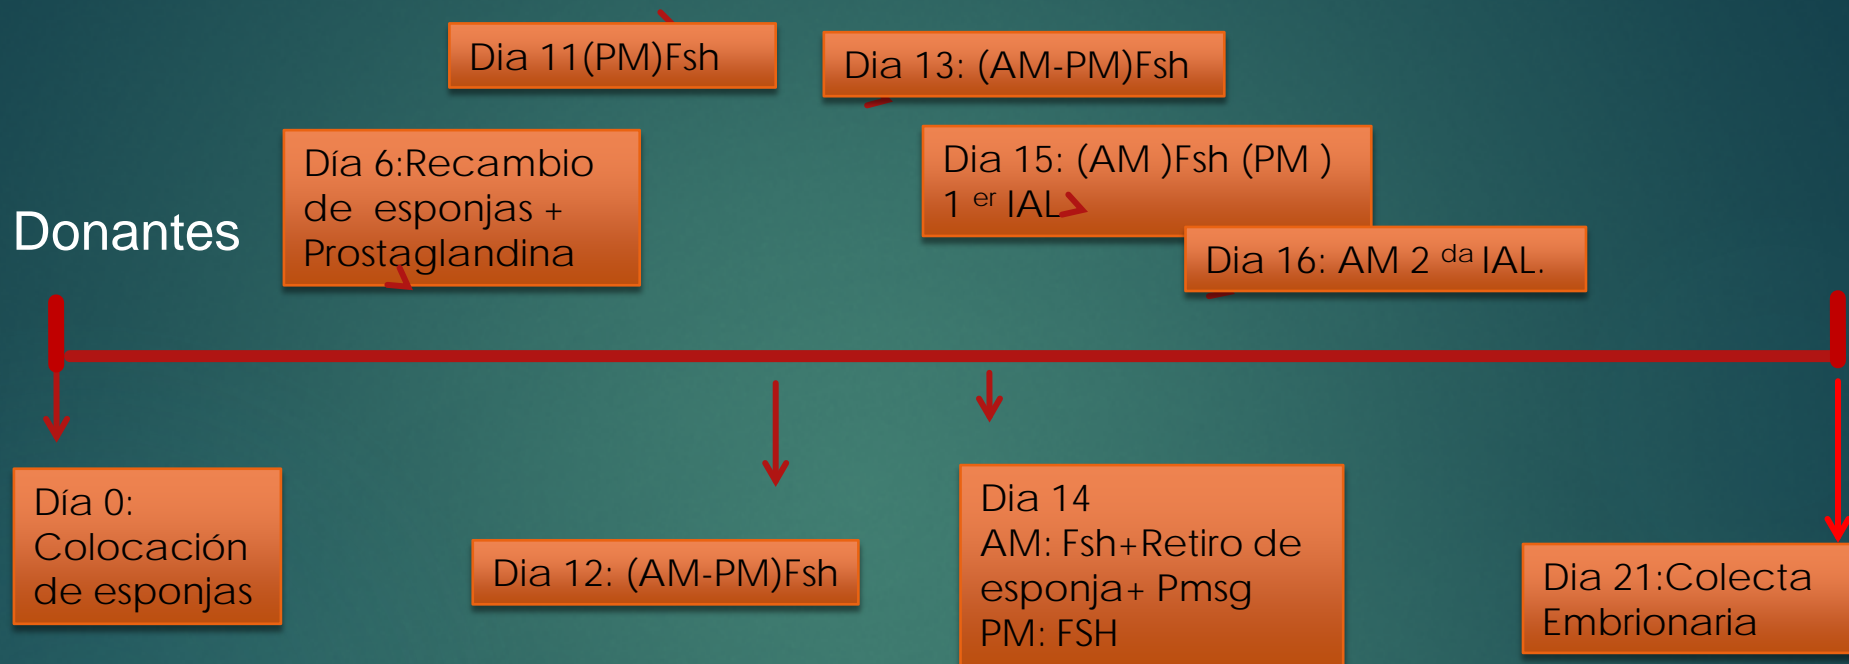 Dia 11(PM)Fsh
Dia 13: (AM-PM)Fsh
Día 6:Recambio
de esponjas +
Prostaglandina
Dia 15: (AM )Fsh (PM )
1 er IAL
Donantes
Dia 16: AM 2 da IAL.
Día 0:
Colocación
de esponjas
Dia 12: (AM-PM)Fsh
Dia 14
AM: Fsh+Retiro de
esponja+ Pmsg
PM: FSH
Dia 21:Colecta
Embrionaria